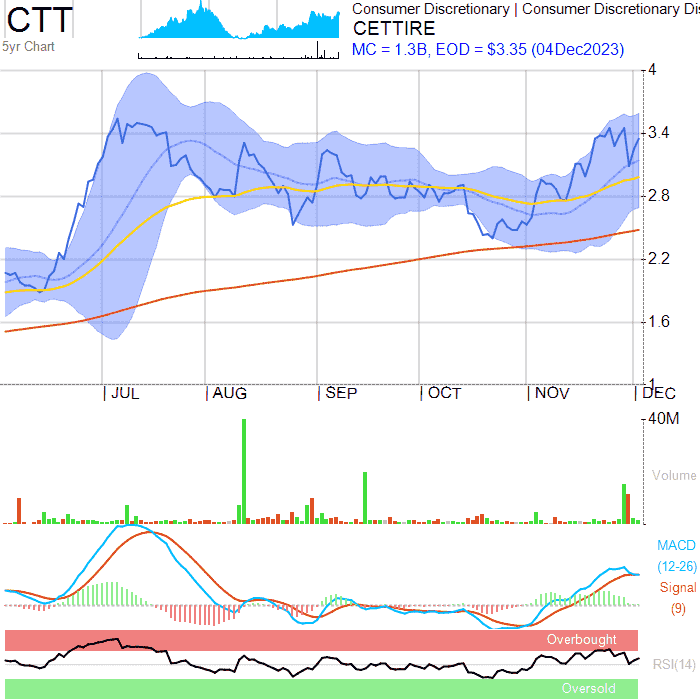 CTT
5yr Chart
Consumer Discretionary | Consumer Discretionary Dis
CETTIRE
MC = 1.3B, EOD = $3.35 (04Dec2023)
4
3.4
2.8
2.2
1.6
1
JUL AUG SEP OCT NOV DEC
40M
Volume
MACD
(12-26)
Signal
(9)
Overbought
RSI(14)
Oversold